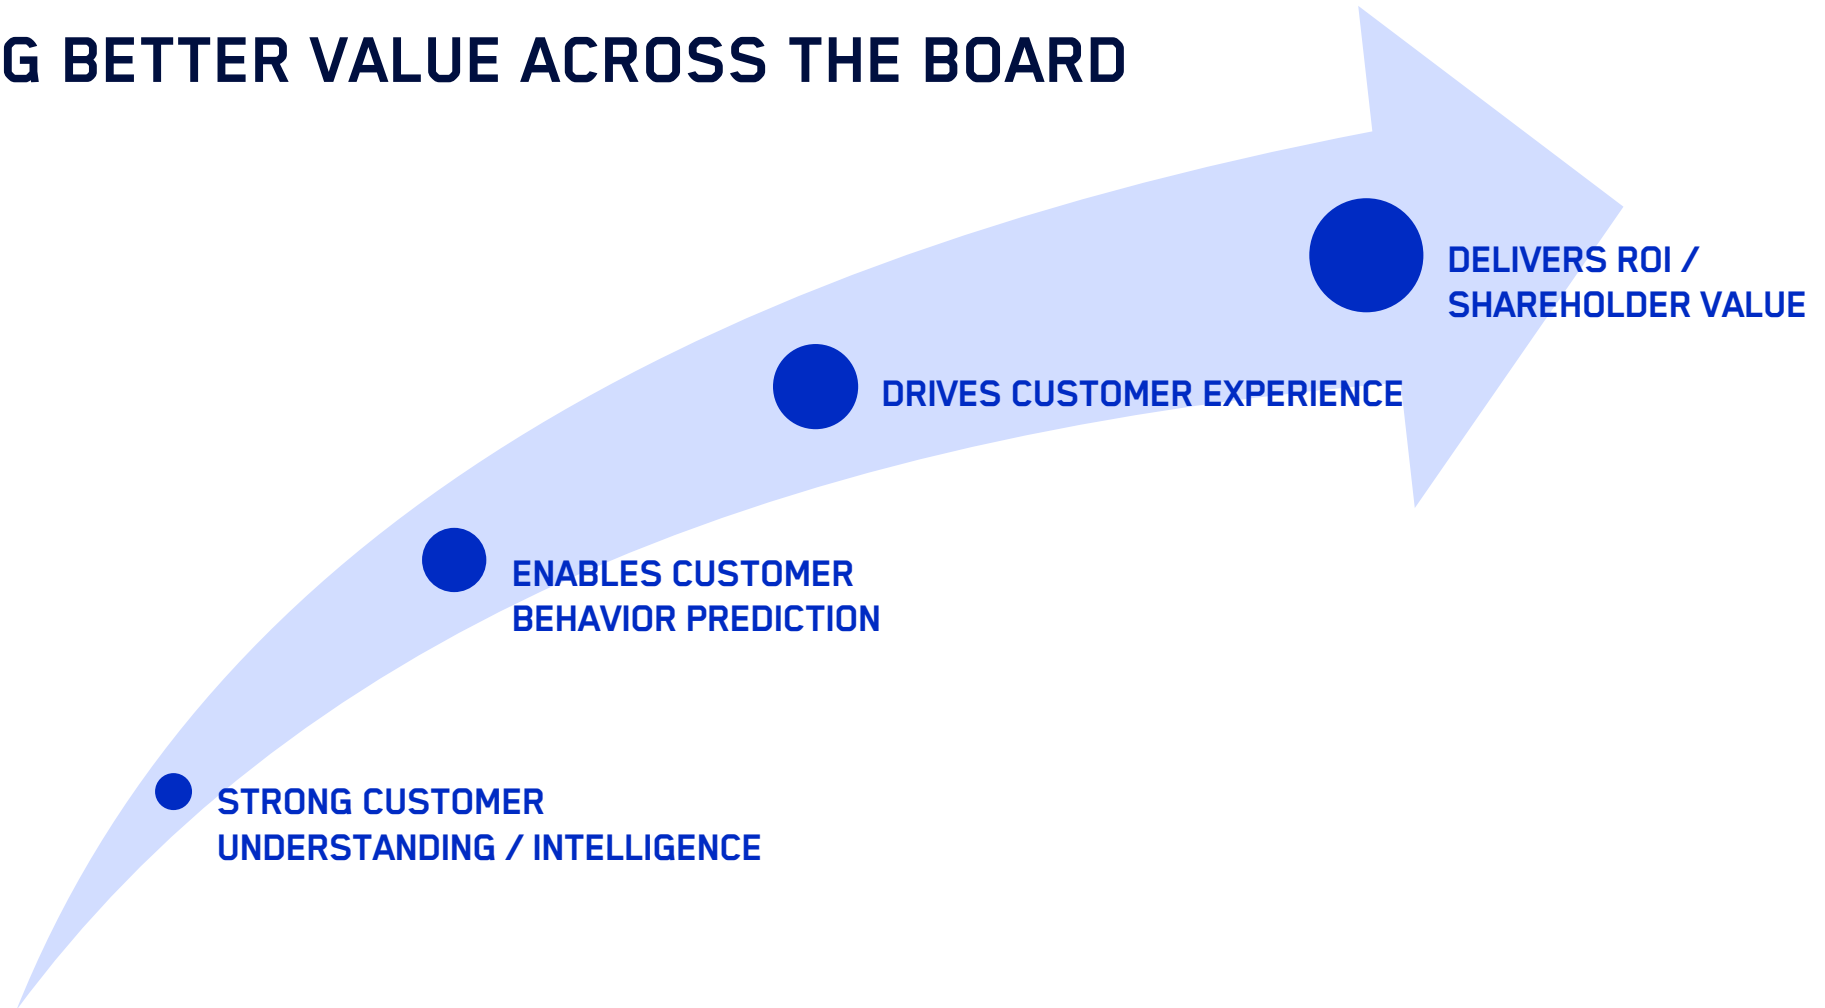 G BETTER VALUE ACROSS THE BOARD
DELIVERS ROI /
SHAREHOLDER VALUE
DRIVES CUSTOMER EXPERIENCE
ENABLES CUSTOMER
BEHAVIOR PREDICTION
STRONG CUSTOMER
UNDERSTANDING / INTELLIGENCE